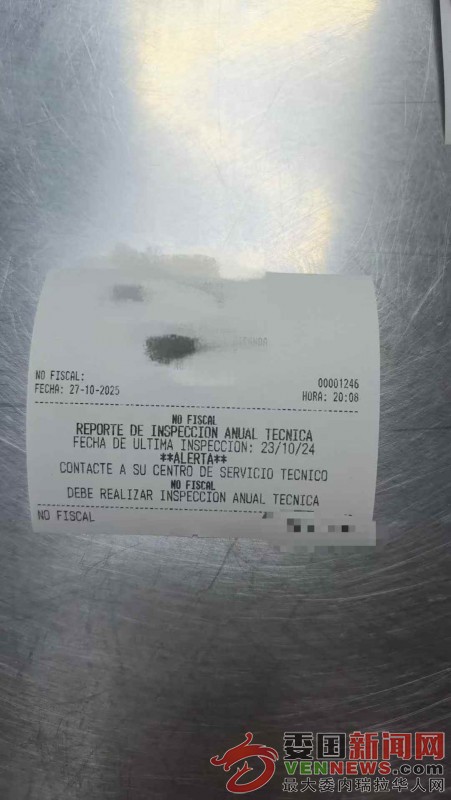 NO FISCAL: 00001246
FECHA: 27-10-2025 HORA: 20:08
NO FISCAL
REPORTE DE INSPECCION ANUAL TECNICA
FECHA DE ULTIMA INSPECCION: 23/10/24
**ALERTA**
CONTACTE A SU CENTRO DE SERVICIO TECNICO
NO FISCAL
DEBE REALIZAR INSPECCION ANUAL TECNICA
NO FISCAL
委国新闻网
VENNEWS.COM
最大委内瑞拉华人网